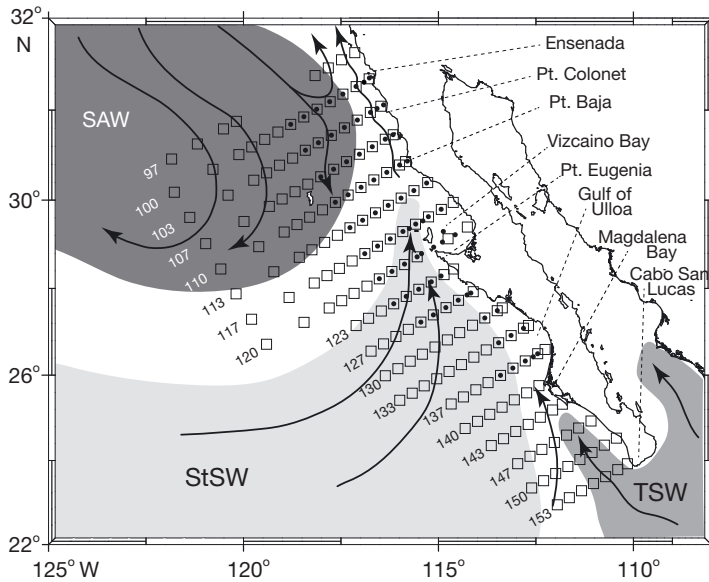 32°
N
30°
26°
22°
125° W
120°
115°
110°
Ensenada
Pt. Colonet
Pt. Baja
Vizcaino Bay
Pt. Eugenia
Gulf of
Ulloa
Magdalena
Bay
Cabo San
Lucas
SAW
StSW
TSW
97
100
103
107
110
113
117
120
123
127
130
133
137
140
143
147
150
153